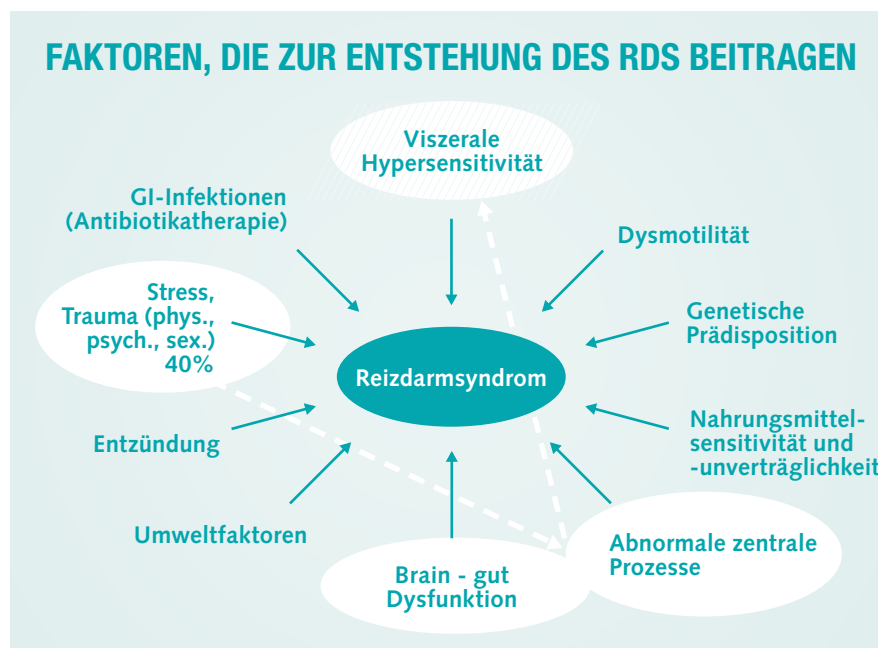 FAKTOREN, DIE ZUR ENTSTEHUNG DES RDS BEITRAGEN
Viszerale
Hypersensitivität
GI-Infektionen
(Antibiotikatherapie)
Dysmotilität
Stress,
Trauma (phys.,
psych., sex.)
40%
Genetische
Prädisposition
Reizdarmsyndrom
Entzündung
Nahrungsmittel-
sensitivität und
-unverträglichkeit
Umweltfaktoren
Abnormale zentrale
Prozesse
Brain - gut
Dysfunktion